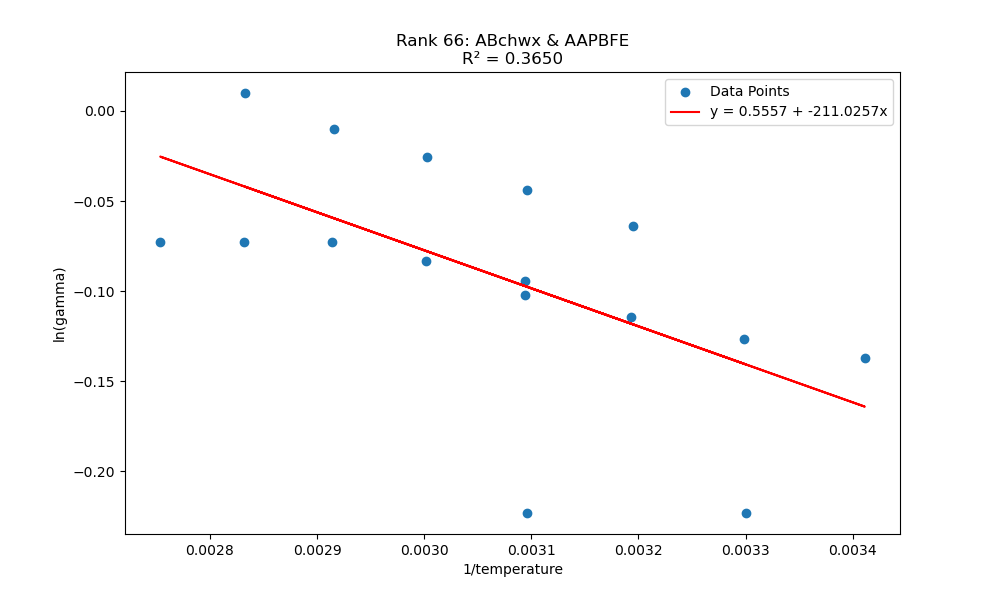 Rank 66: ABchwx & AAPBFE
R² = 0.3650
Data Points
y = 0.5557 + -211.0257x
0.00
−0.05
−0.10
−0.15
−0.20
ln(gamma)
0.0028 0.0029 0.0030 0.0031 0.0032 0.0033 0.0034
1/temperature